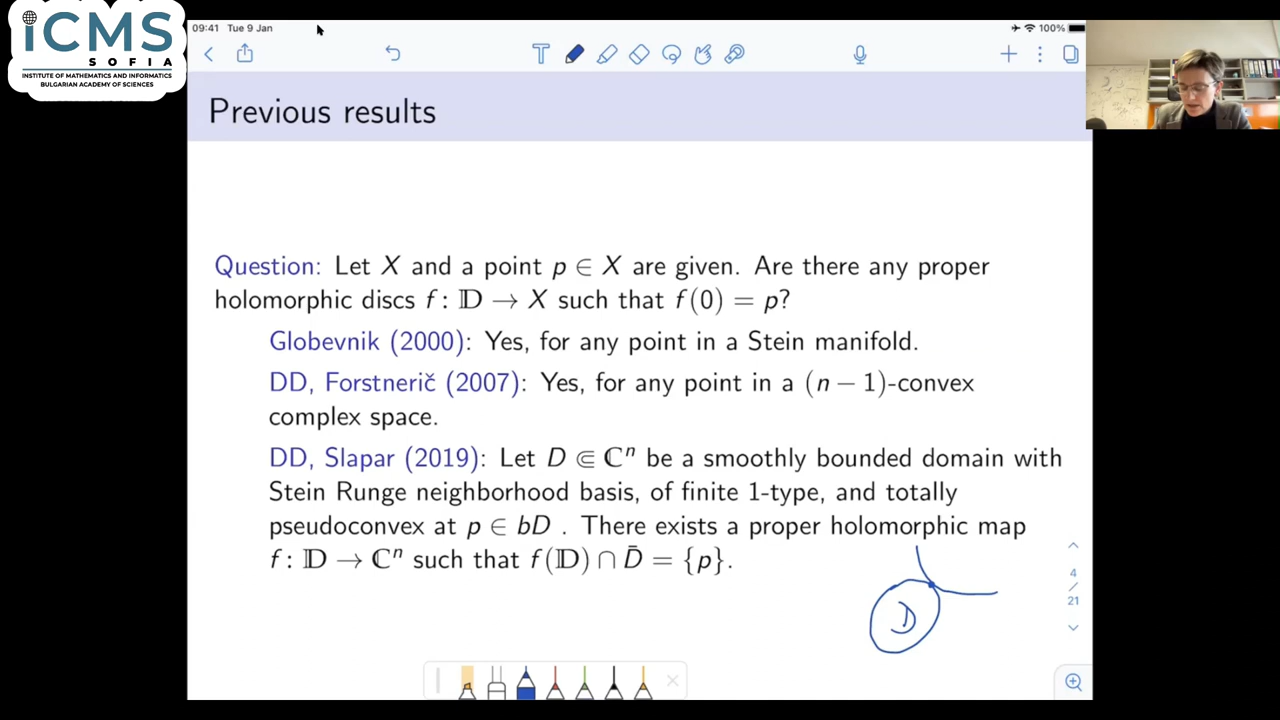 iCMS
SOFIA
INSTITUTE OF MATHEMATICS AND INFORMATICS
BULGARIAN ACADEMY OF SCIENCES
09:41 Tue 9 Jan
100%
Previous results
Question: Let X and a point p ∈ X are given. Are there any proper
holomorphic discs f: 𝔻 → X such that f(0) = p?
Globevnik (2000): Yes, for any point in a Stein manifold.
DD, Forstnerič (2007): Yes, for any point in a (n − 1)-convex
complex space.
DD, Slapar (2019): Let D ⋐ ℂⁿ be a smoothly bounded domain with
Stein Runge neighborhood basis, of finite 1-type, and totally
pseudoconvex at p ∈ bD . There exists a proper holomorphic map
f: 𝔻 → ℂⁿ such that f(𝔻) ∩ D̄ = {p}.
D
4
/
21